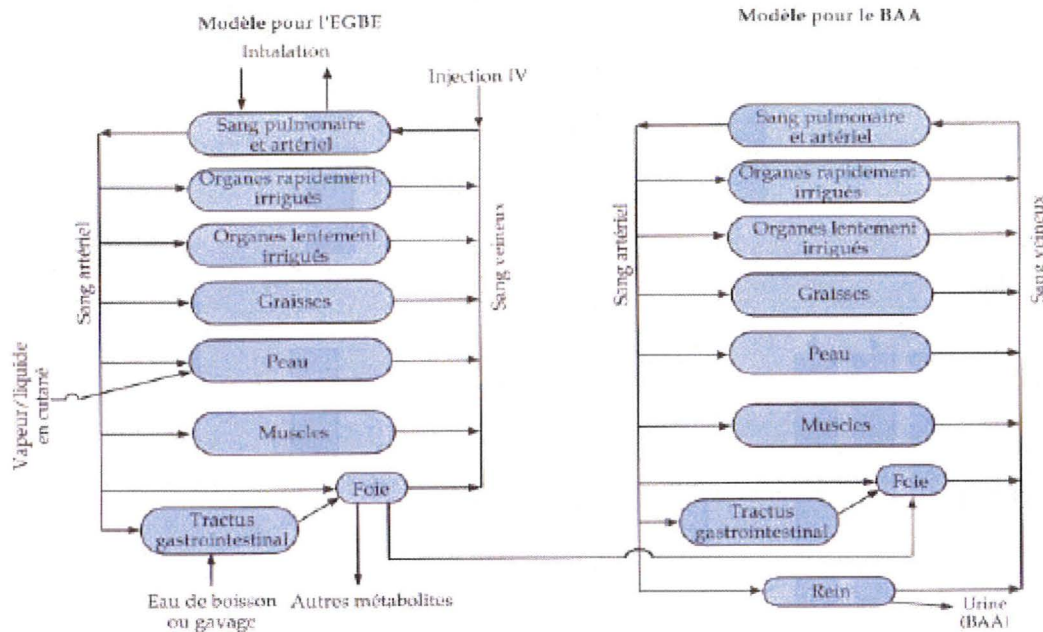 Modèle pour l'EGBE
Inhalation
Injection IV
Sang pulmonaire
et artériel
Organes rapidement
irrigués
Organes lentement
irrigués
Graisses
Peau
Muscles
Foie
Tractus
gastrointestinal
Eau de boisson
ou gavage
Autres métabolites
Sang artériel
Sang veineux
Vapeur/liquide
en cutané
Modèle pour le BAA
Sang pulmonaire
et artériel
Organes rapidement
irrigués
Organes lentement
irrigués
Graisses
Peau
Muscles
Foie
Tractus
gastrointestinal
Rein
Urine
(BAA)
Sang artériel
Sang veineux